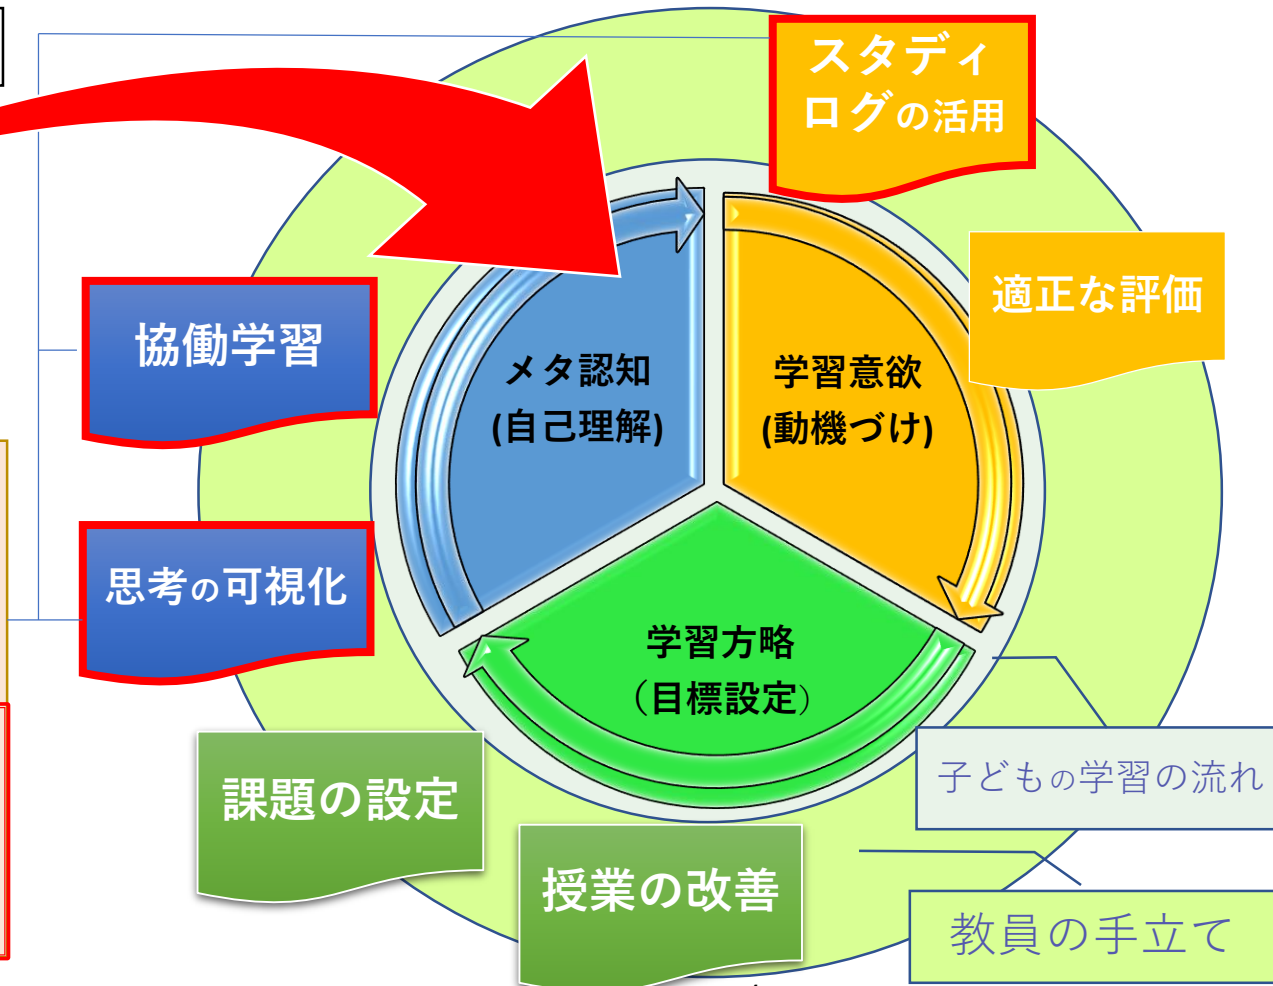 スタディ
ログの活用
適正な評価
協働学習
メタ認知
(自己理解)
学習意欲
(動機づけ)
思考の可視化
学習方略
（目標設定）
課題の設定
子どもの学習の流れ
授業の改善
教員の手立て